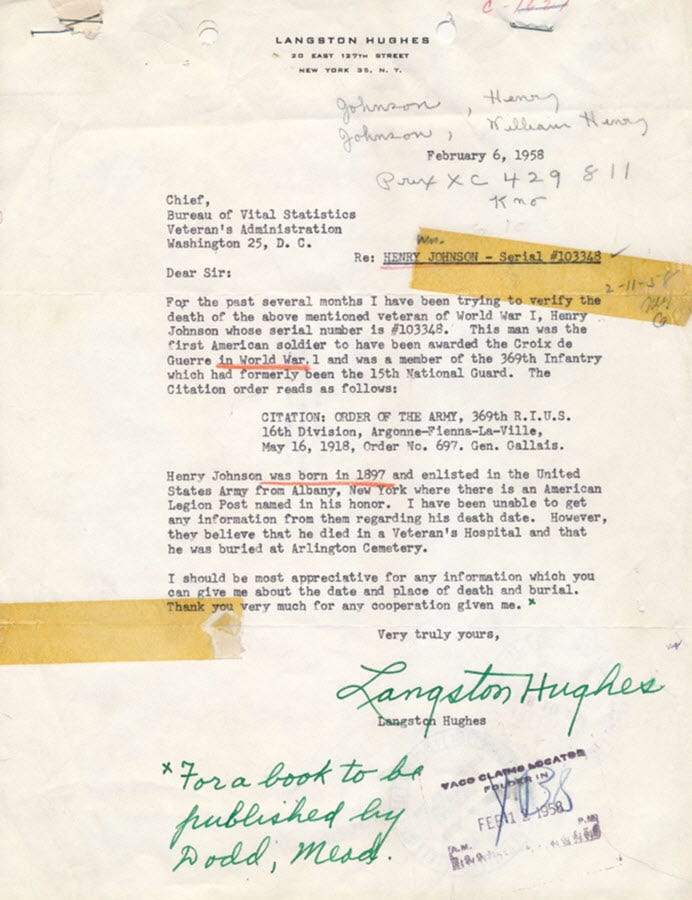 LANGSTON HUGHES
20 EAST 127TH STREET
NEW YORK 35, N. Y.
Johnson, Henry
Johnson, William Henry
February 6, 1958
XC 429 811
Chief,
Bureau of Vital Statistics
Veteran's Administration
Washington 25, D. C.
Wm.
Re: HENRY JOHNSON - Serial #103348
Dear Sir:
2-11-58
For the past several months I have been trying to verify the
death of the above mentioned veteran of World War I, Henry
Johnson whose serial number is #103348. This man was the
first American soldier to have been awarded the Croix de
Guerre in World War 1 and was a member of the 369th Infantry
which had formerly been the 15th National Guard. The
Citation order reads as follows:
CITATION: ORDER OF THE ARMY, 369th R.I.U.S.
16th Division, Argonne-Fienna-La-Ville,
May 16, 1918, Order No. 697. Gen. Gallais.
Henry Johnson was born in 1897 and enlisted in the United
States Army from Albany, New York where there is an American
Legion Post named in his honor. I have been unable to get
any information from them regarding his death date. However,
they believe that he died in a Veteran's Hospital and that
he was buried at Arlington Cemetery.
I should be most appreciative for any information which you
can give me about the date and place of death and burial.
Thank you very much for any cooperation given me. x
Very truly yours,
Langston Hughes
Langston Hughes
x For a book to be
published by
Dodd, Mead.
VACO CLAIMS LOCATOR
FOLDER IN
1958
A.M.
P.M.